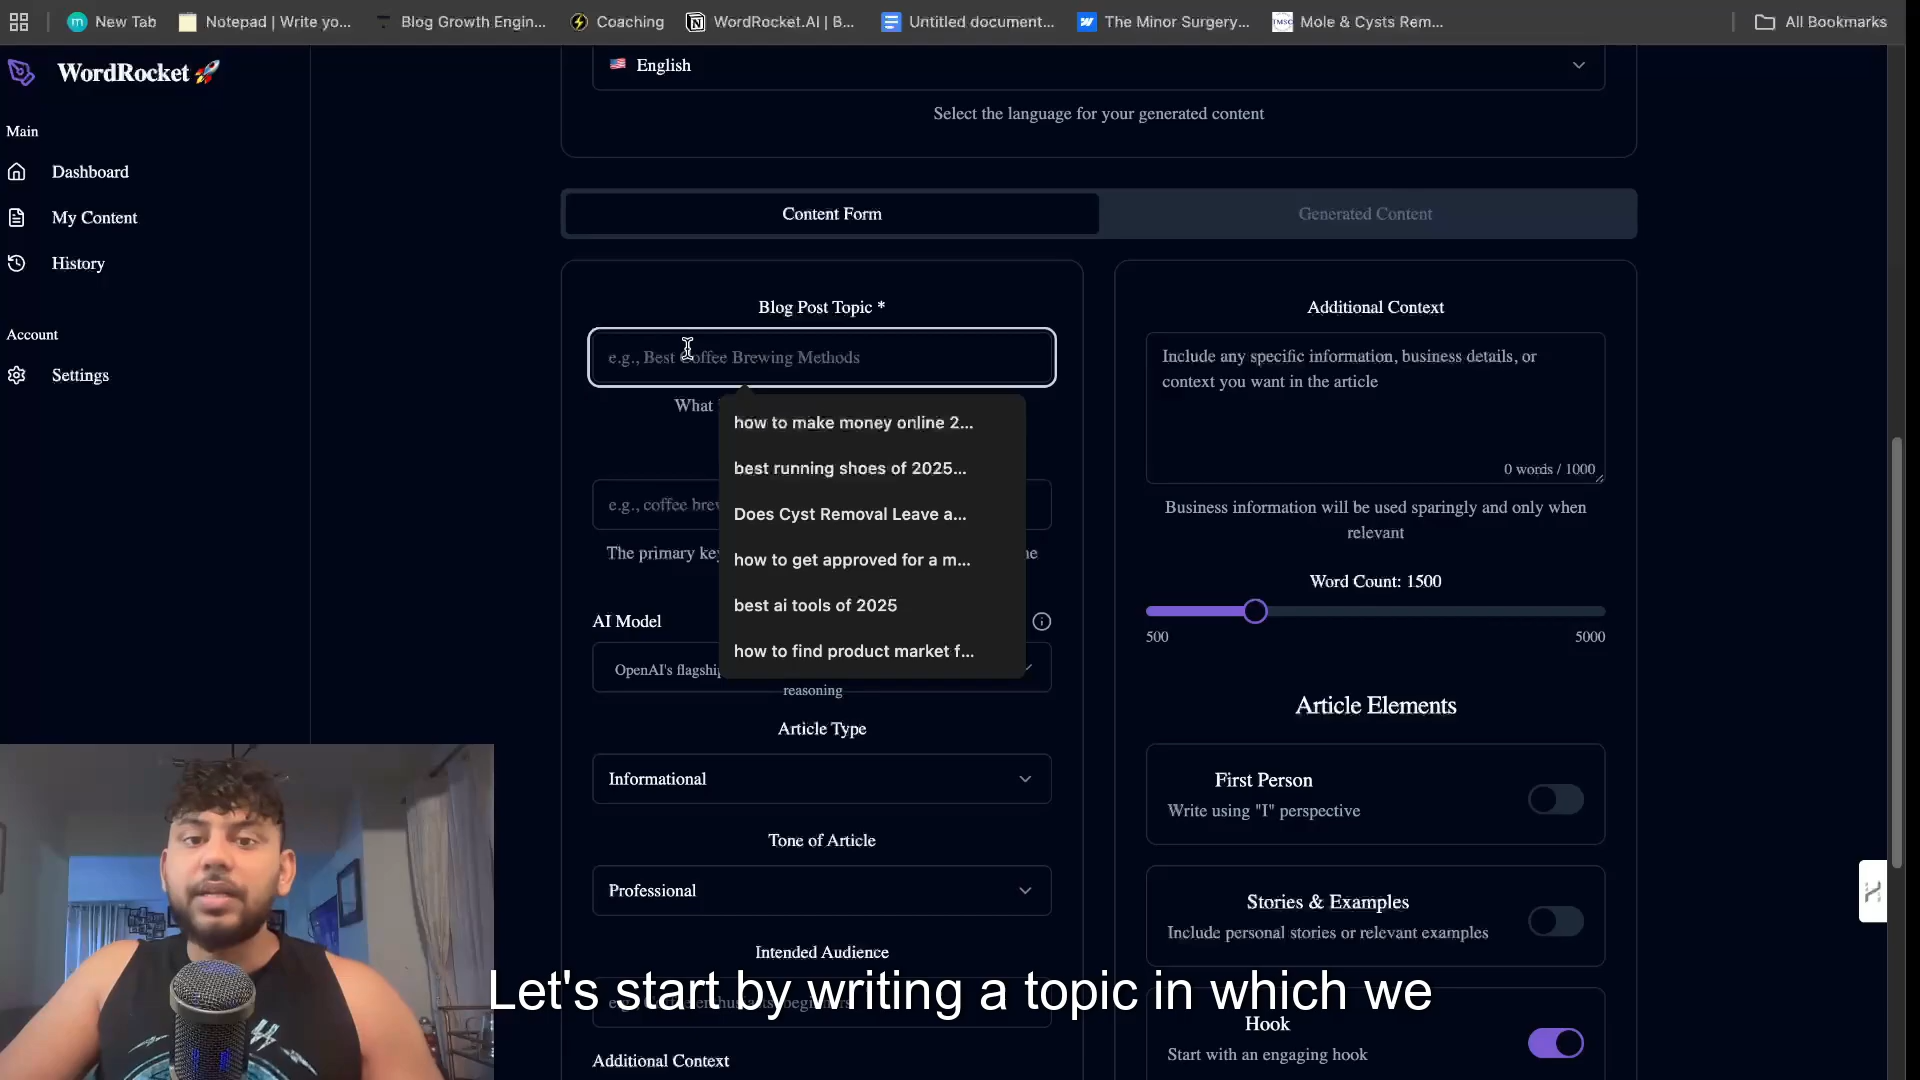 New Tab
Notepad | Write yo...
Blog Growth Engin...
Coaching
WordRocket.AI | B...
Untitled document...
The Minor Surgery...
TMSC
Mole & Cysts Rem...
All Bookmarks
WordRocket 🚀
Main
Dashboard
My Content
History
Account
Settings
English
Select the language for your generated content
Content Form
Generated Content
Blog Post Topic *
e.g., Best Coffee Brewing Methods
What
how to make money online 2...
best running shoes of 2025...
Does Cyst Removal Leave a...
how to get approved for a m...
best ai tools of 2025
how to find product market f...
e.g., coffee brew
The primary key
AI Model
OpenAI's flagship
reasoning
Article Type
Informational
Tone of Article
Professional
Intended Audience
Additional Context
Additional Context
Include any specific information, business details, or
context you want in the article
0 words / 1000
Business information will be used sparingly and only when
relevant
Word Count: 1500
500
5000
Article Elements
First Person
Write using "I" perspective
Stories & Examples
Include personal stories or relevant examples
Hook
Start with an engaging hook
Let's start by writing a topic in which we